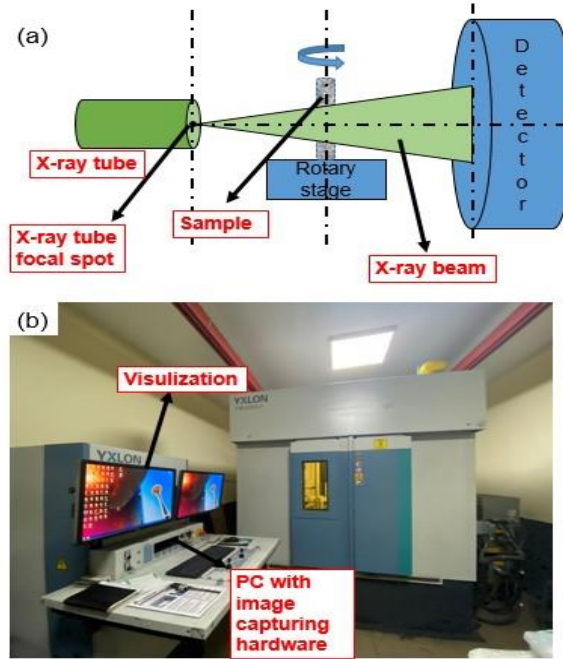 (a)
Detector
Rotary
stage
X-ray tube
Sample
X-ray tube
focal spot
X-ray beam
(b)
Visulization
YXLON
YXLON
PC with
image
capturing
hardware